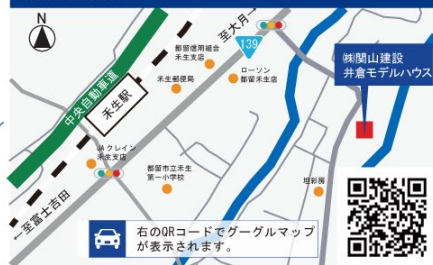 N
至大月→
139
都留信用組合
禾生支店
禾生郵便局
ローソン
都留禾生店
㈱関山建設
井倉モデルハウス
中央自動車道
禾生駅
JAクレイン
禾生支店
都留市立禾生
第一小学校
←至富士吉田
右のQRコードでグーグルマップ
が表示されます。